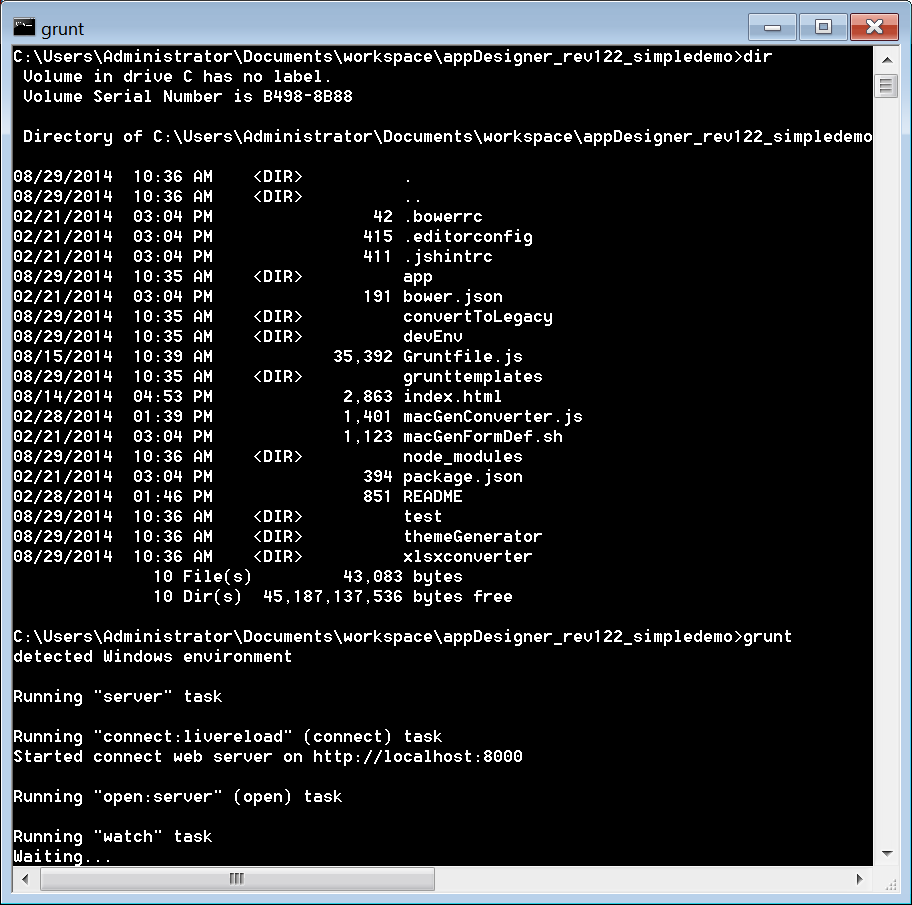 grunt
C:\Users\Administrator\Documents\workspace\appDesigner_rev122_simpledemo>dir
 Volume in drive C has no label.
 Volume Serial Number is B498-8B88

 Directory of C:\Users\Administrator\Documents\workspace\appDesigner_rev122_simpledemo

08/29/2014  10:36 AM    <DIR>          .
08/29/2014  10:36 AM    <DIR>          ..
02/21/2014  03:04 PM                42 .bowerrc
02/21/2014  03:04 PM               415 .editorconfig
02/21/2014  03:04 PM               411 .jshintrc
08/29/2014  10:35 AM    <DIR>          app
02/21/2014  03:04 PM               191 bower.json
08/29/2014  10:35 AM    <DIR>          convertToLegacy
08/29/2014  10:35 AM    <DIR>          devEnv
08/15/2014  10:39 AM            35,392 Gruntfile.js
08/29/2014  10:35 AM    <DIR>          grunttemplates
08/14/2014  04:53 PM             2,863 index.html
02/28/2014  01:39 PM             1,401 macGenConverter.js
02/21/2014  03:04 PM             1,123 macGenFormDef.sh
08/29/2014  10:36 AM    <DIR>          node_modules
02/21/2014  03:04 PM               394 package.json
02/28/2014  01:46 PM               851 README
08/29/2014  10:36 AM    <DIR>          test
08/29/2014  10:36 AM    <DIR>          themeGenerator
08/29/2014  10:36 AM    <DIR>          xlsxconverter
              10 File(s)         43,083 bytes
              10 Dir(s)  45,187,137,536 bytes free

C:\Users\Administrator\Documents\workspace\appDesigner_rev122_simpledemo>grunt
detected Windows environment

Running "server" task

Running "connect:livereload" (connect) task
Started connect web server on http://localhost:8000

Running "open:server" (open) task

Running "watch" task
Waiting...